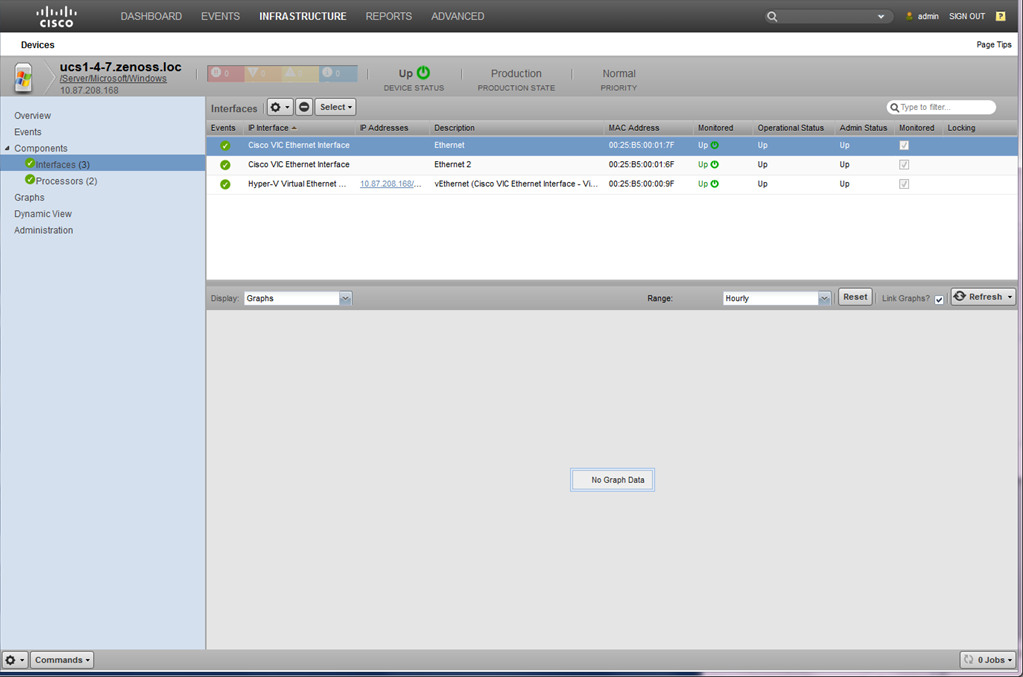 cisco DASHBOARD EVENTS INFRASTRUCTURE REPORTS ADVANCED admin SIGN OUT ?
Devices Page Tips
ucs1-4-7.zenoss.loc
/Server/Microsoft/Windows
10.87.208.168
0 0 0
Up Production Normal
DEVICE STATUS PRODUCTION STATE PRIORITY
Overview
Events
Components
Interfaces (3)
Processors (2)
Graphs
Dynamic View
Administration
Interfaces Select Type to filter...
Events IP Interface IP Addresses Description MAC Address Monitored Operational Status Admin Status Monitored Locking
Cisco VIC Ethernet Interface Ethernet 00:25:B5:00:01:7F Up Up Up
Cisco VIC Ethernet Interface Ethernet 2 00:25:B5:00:01:6F Up Up Up
Hyper-V Virtual Ethernet ... 10.87.208.168/... vEthernet (Cisco VIC Ethernet Interface - Vi... 00:25:B5:00:00:9F Up Up Up
Display: Graphs Range: Hourly Reset Link Graphs? Refresh
No Graph Data
Commands 0 Jobs